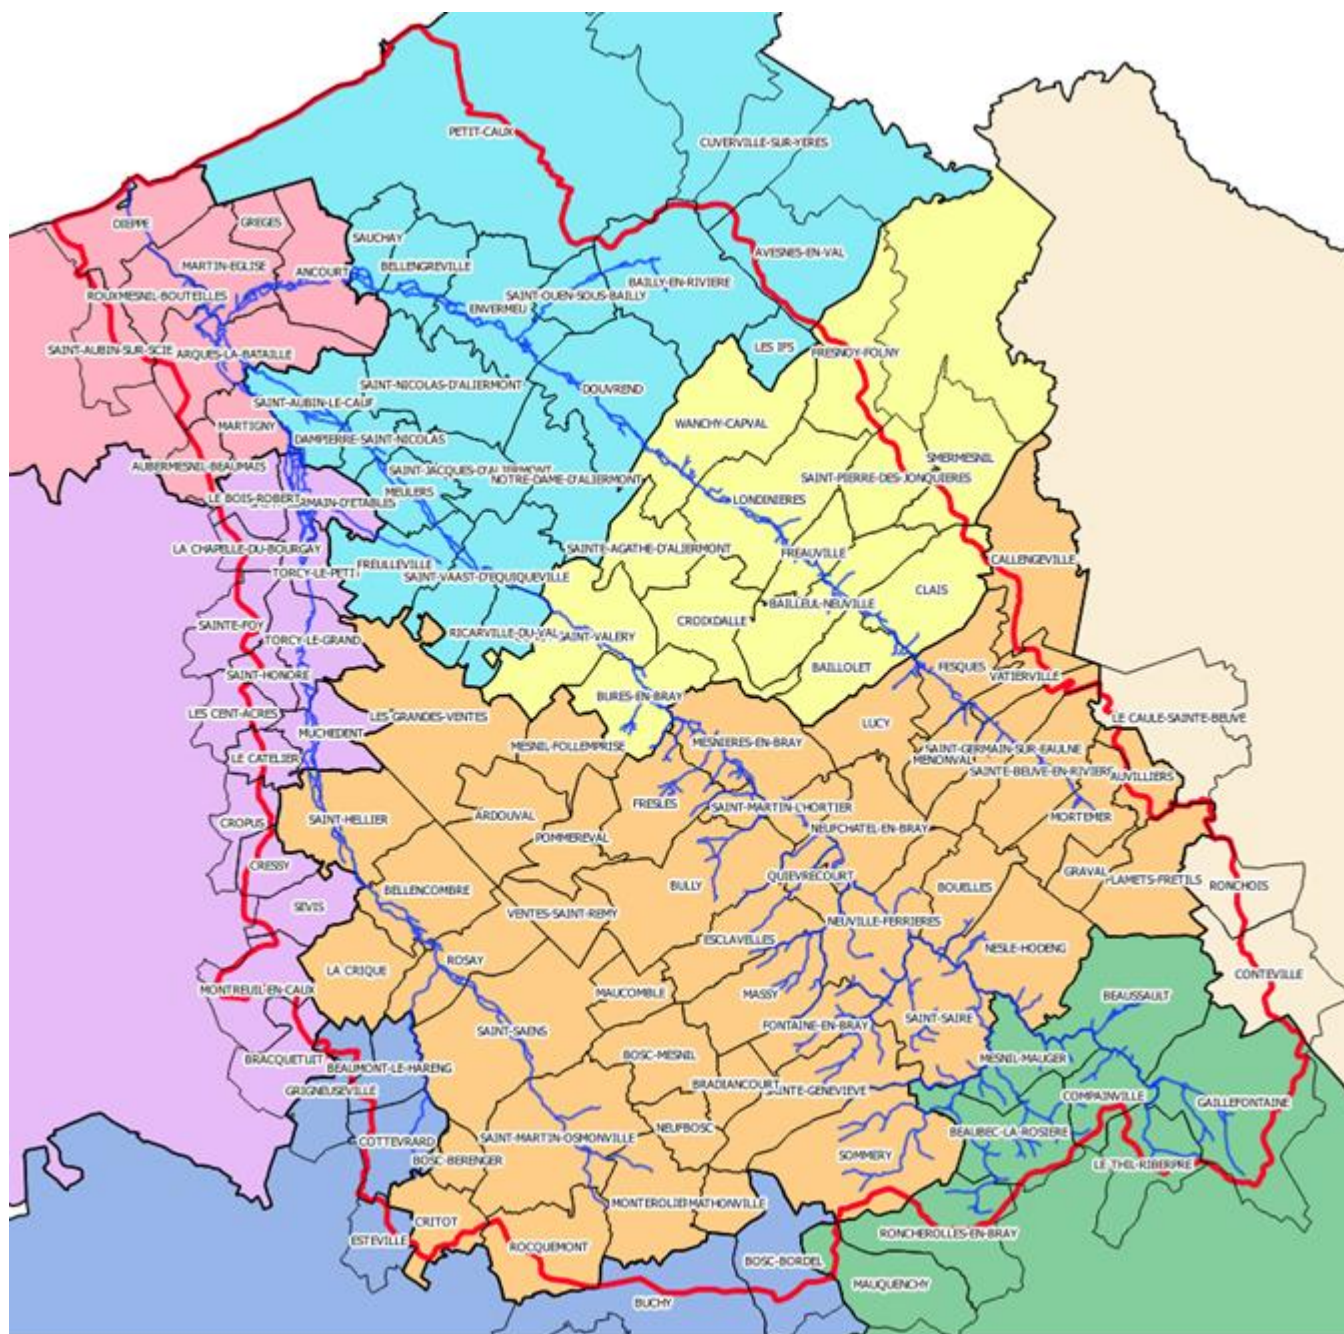 PETIT-CAUX
CUVERVILLE-SUR-YERES
DIEPPE
GREGES
SAUCHAY
AVESNES-EN-VAL
MARTIN-EGLISE
ANCOURT
BELLENGREVILLE
BAILLY-EN-RIVIERE
ROUXMESNIL-BOUTEILLES
SAINT-OUEN-SOUS-BAILLY
ENVERMEU
SAINT-AUBIN-SUR-SCIE
ARQUES-LA-BATAILLE
LES IFS
FRESNOY-FOLNY
SAINT-NICOLAS-D'ALIERMONT
DOUVREND
SAINT-AUBIN-LE-CAUF
MARTIGNY
WANCHY-CAPVAL
DAMPIERRE-SAINT-NICOLAS
SMERMESNIL
AUBERMESNIL-BEAUMAIS
SAINT-JACQUES-D'ALIERMONT
NOTRE-DAME-D'ALIERMONT
SAINT-PIERRE-DES-JONQUIERES
LE BOIS-ROBERT
RMAIN-D'ETABLES
MEULERS
LONDINIERES
LA CHAPELLE-DU-BOURGAY
SAINTE-AGATHE-D'ALIERMONT
FREAUVILLE
CALLENGEVILLE
TORCY-LE-PETIT
FREULLEVILLE
SAINT-VAAST-D'EQUIQUEVILLE
CLAIS
BAILLEUL-NEUVILLE
SAINTE-FOY
TORCY-LE-GRAND
RICARVILLE-DU-VAL
SAINT-VALERY
CROIXDALLE
SAINT-HONORE
BAILLOLET
FESQUES
VATIERVILLE
BURES-EN-BRAY
LES CENT-ACRES
LES GRANDES-VENTES
LUCY
LE CAULE-SAINTE-BEUVE
MUCHEDENT
MESNIL-FOLLEMPRISE
MESNIERES-EN-BRAY
SAINT-GERMAIN-SUR-EAULNE
LE CATELIER
MENONVAL
SAINTE-BEUVE-EN-RIVIERE
AUVILLIERS
FRESLES
SAINT-MARTIN-L'HORTIER
CROPUS
SAINT-HELLIER
ARDOUVAL
MORTEMER
NEUFCHATEL-EN-BRAY
POMMEREVAL
CRESSY
QUIEVRECOURT
GRAVAL
FLAMETS-FRETILS
BELLENCOMBRE
BULLY
BOUELLES
RONCHOIS
SEVIS
VENTES-SAINT-REMY
NEUVILLE-FERRIERES
ESCLAVELLES
NESLE-HODENG
LA CRIQUE
ROSAY
CONTEVILLE
MONTREUIL-EN-CAUX
MAUCOMBLE
MASSY
BEAUSSAULT
SAINT-SAENS
FONTAINE-EN-BRAY
SAINT-SAIRE
BRACQUETUIT
BEAUMONT-LE-HARENG
BOSC-MESNIL
MESNIL-MAUGER
GRIGNEUSEVILLE
BRADIANCOURT
SAINTE-GENEVIEVE
COMPAINVILLE
GAILLEFONTAINE
COTTEVRARD
SAINT-MARTIN-OSMONVILLE
NEUFBOSC
BEAUBEC-LA-ROSIERE
BOSC-BERENGER
SOMMERY
LE THIL-RIBERPRE
MONTEROLIER
MATHONVILLE
CRITOT
ESTEVILLE
ROCQUEMONT
RONCHEROLLES-EN-BRAY
BOSC-BORDEL
MAUQUENCHY
BUCHY